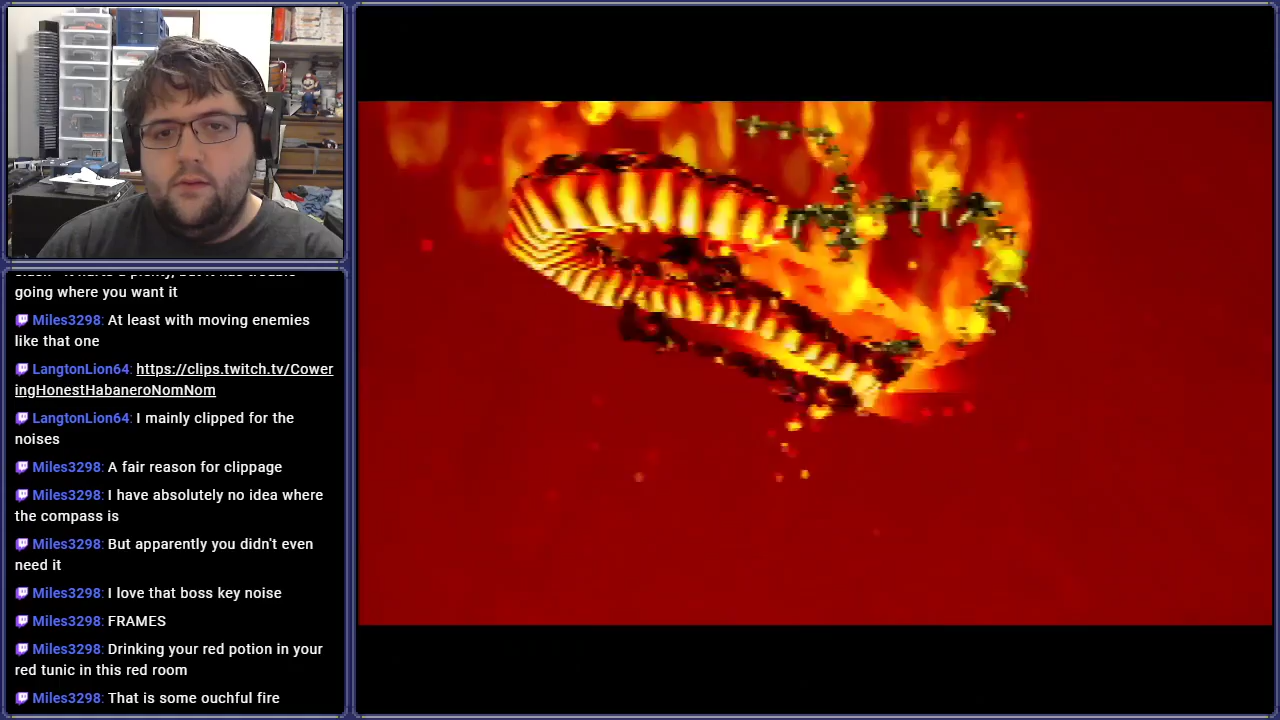 going where you want it
Miles3298: At least with moving enemies
like that one
LangtonLion64: https://clips.twitch.tv/Cower
ingHonestHabaneroNomNom
LangtonLion64: I mainly clipped for the
noises
Miles3298: A fair reason for clippage
Miles3298: I have absolutely no idea where
the compass is
Miles3298: But apparently you didn't even
need it
Miles3298: I love that boss key noise
Miles3298: FRAMES
Miles3298: Drinking your red potion in your
red tunic in this red room
Miles3298: That is some ouchful fire